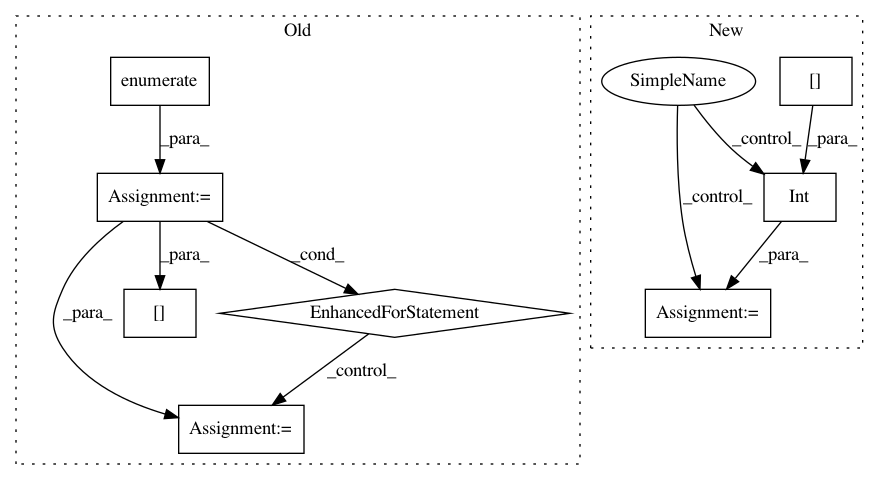 Old
New
enumerate
SimpleName
[]
_para_
_control_
_para_
Assignment:=
Int
_control_
_para_
_cond_
_para_
_para_
[]
EnhancedForStatement
Assignment:=
_control_
Assignment:=